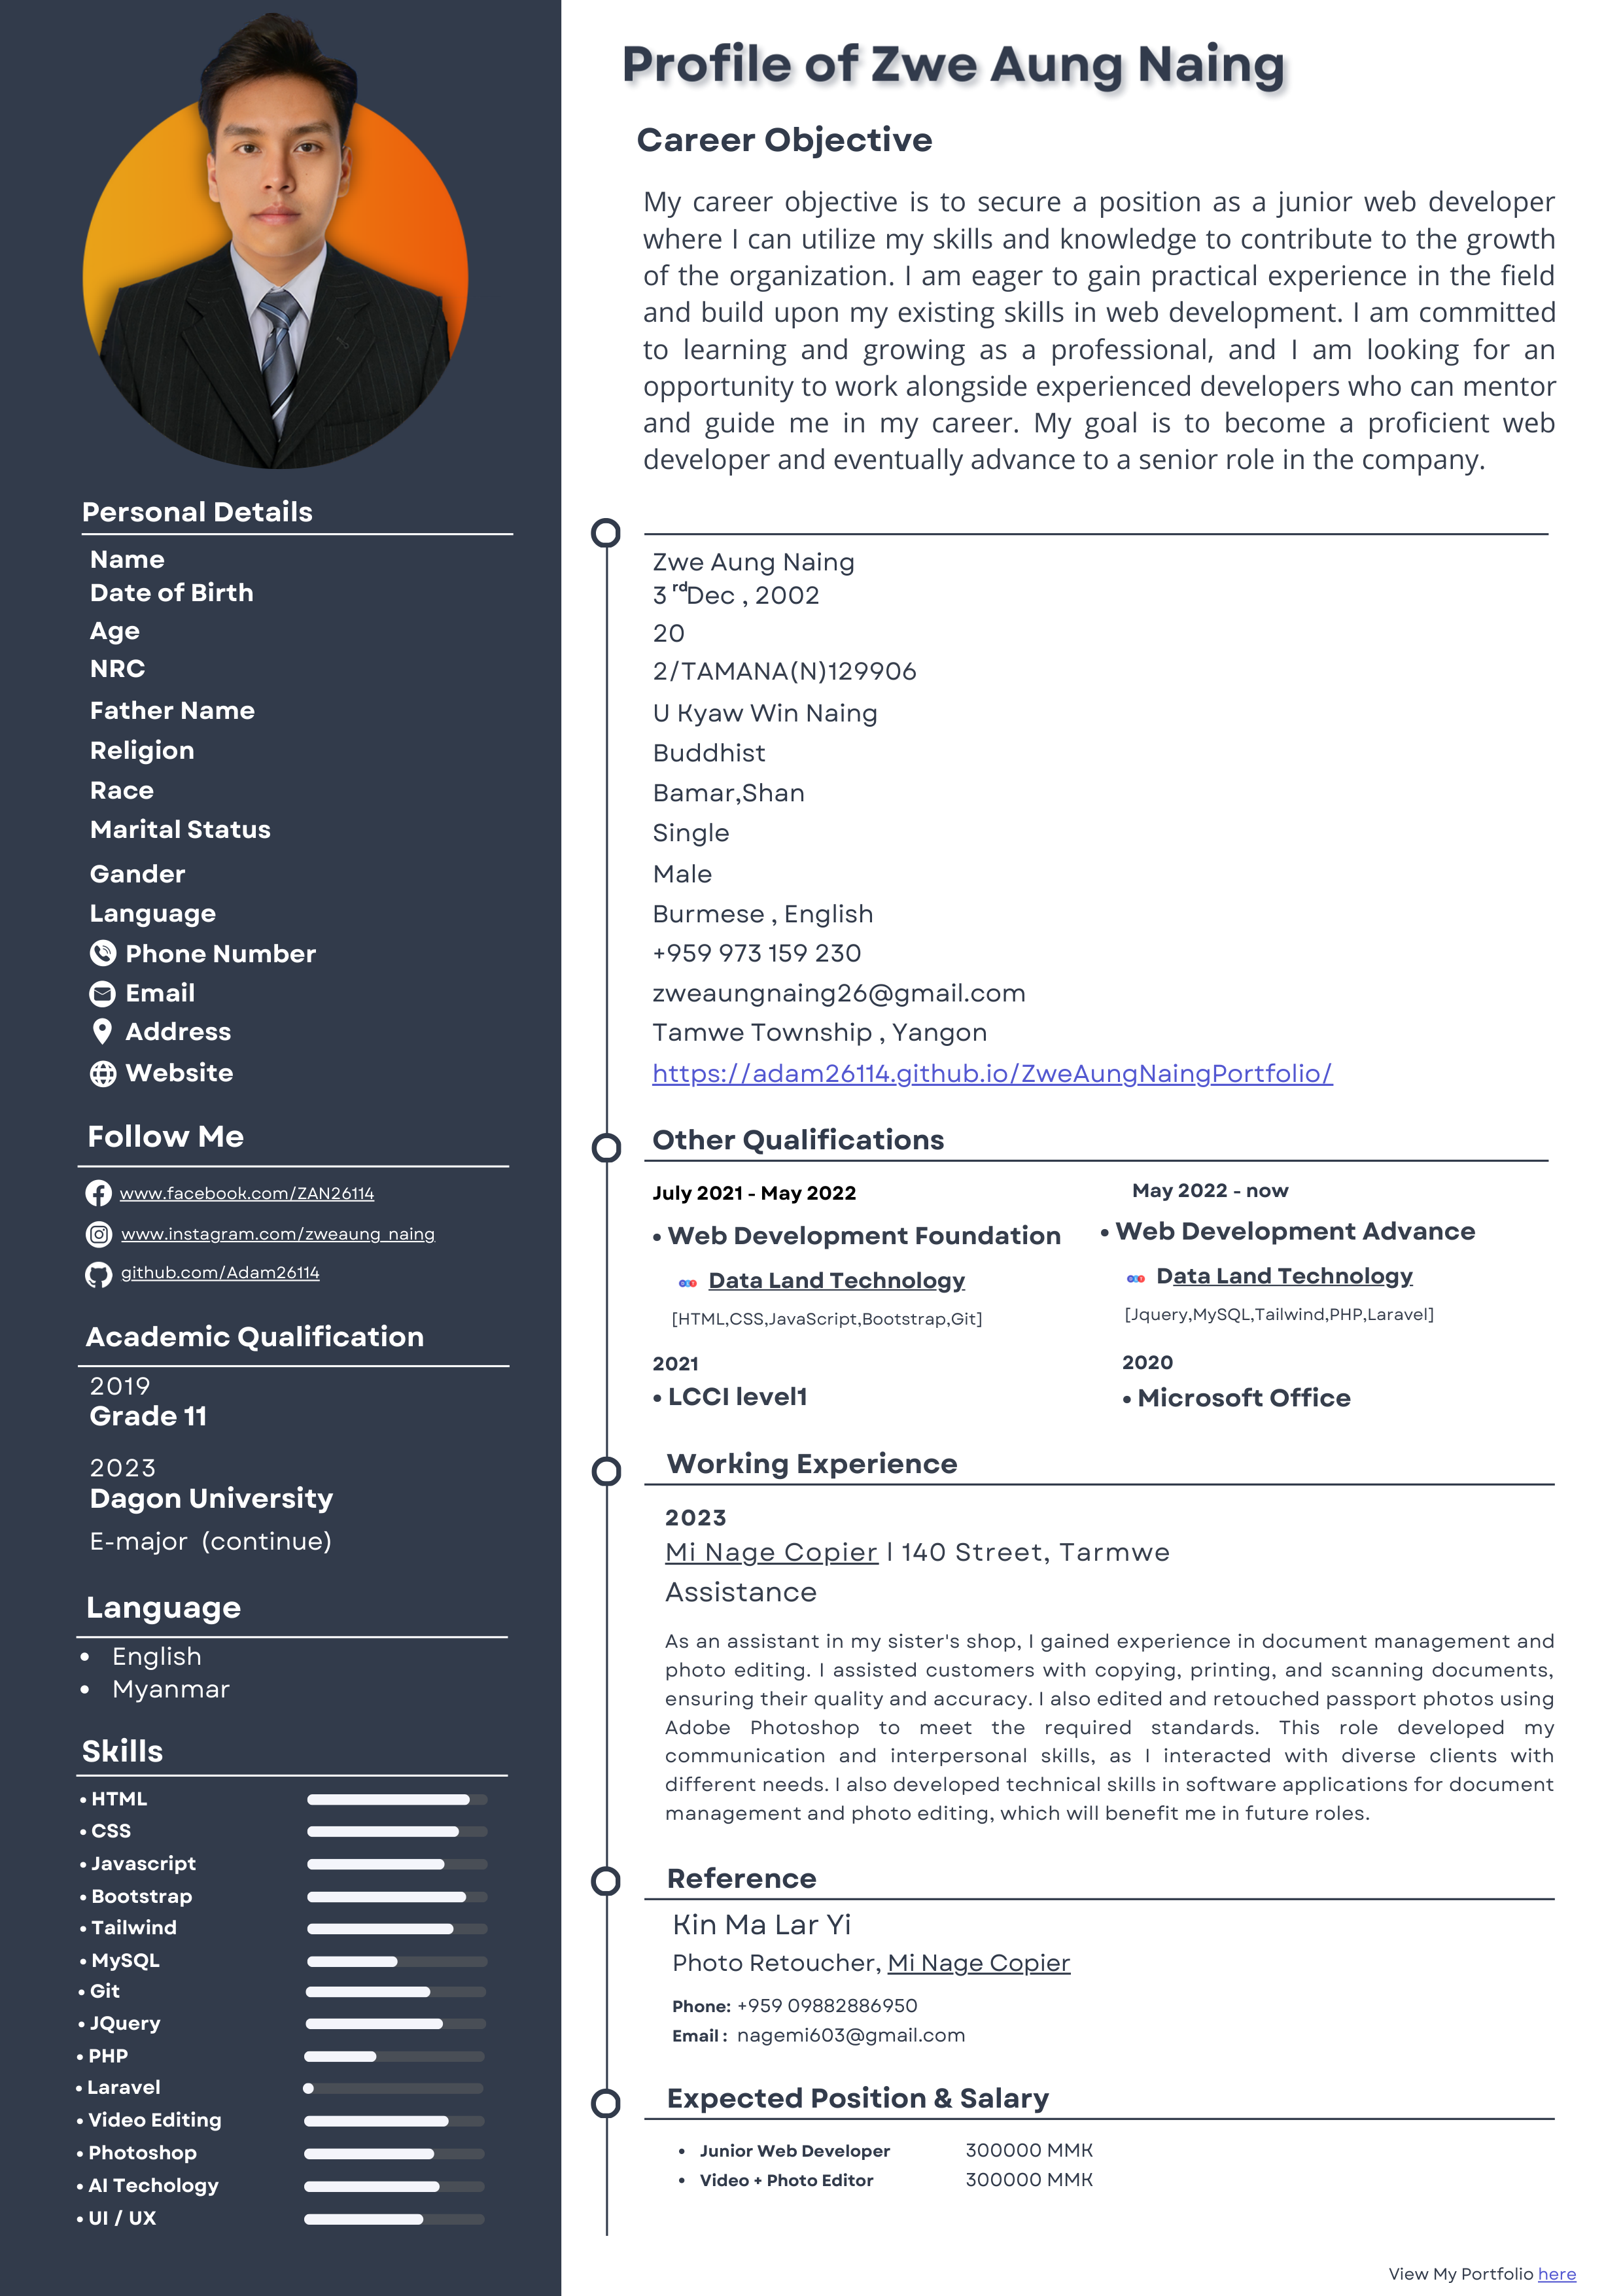 Profile of Zwe Aung Naing
Career Objective
My career objective is to secure a position as a junior web developer
where I can utilize my skills and knowledge to contribute to the growth
of the organization. I am eager to gain practical experience in the field
and build upon my existing skills in web development. I am committed
to learning and growing as a professional, and I am looking for an
opportunity to work alongside experienced developers who can mentor
and guide me in my career. My goal is to become a proficient web
developer and eventually advance to a senior role in the company.
Personal Details
Name Zwe Aung Naing
Date of Birth 3 rd Dec , 2002
Age 20
NRC 2/TAMANA(N)129906
Father Name U Kyaw Win Naing
Religion Buddhist
Race Bamar,Shan
Marital Status Single
Gander Male
Language Burmese , English
Phone Number +959 973 159 230
Email zweaungnaing26@gmail.com
Address Tamwe Township , Yangon
Website https://adam26114.github.io/ZweAungNaingPortfolio/
Follow Me
www.facebook.com/ZAN26114
www.instagram.com/zweaung_naing
github.com/Adam26114
Academic Qualification
2019
Grade 11
2023
Dagon University
E-major (continue)
Language
• English
• Myanmar
Skills
• HTML
• CSS
• Javascript
• Bootstrap
• Tailwind
• MySQL
• Git
• JQuery
• PHP
• Laravel
• Video Editing
• Photoshop
• AI Techology
• UI / UX
Other Qualifications
July 2021 - May 2022
• Web Development Foundation
Data Land Technology
[HTML,CSS,JavaScript,Bootstrap,Git]
May 2022 - now
• Web Development Advance
Data Land Technology
[Jquery,MySQL,Tailwind,PHP,Laravel]
2021
• LCCI level1
2020
• Microsoft Office
Working Experience
2023
Mi Nage Copier | 140 Street, Tarmwe
Assistance
As an assistant in my sister's shop, I gained experience in document management and
photo editing. I assisted customers with copying, printing, and scanning documents,
ensuring their quality and accuracy. I also edited and retouched passport photos using
Adobe Photoshop to meet the required standards. This role developed my
communication and interpersonal skills, as I interacted with diverse clients with
different needs. I also developed technical skills in software applications for document
management and photo editing, which will benefit me in future roles.
Reference
Kin Ma Lar Yi
Photo Retoucher, Mi Nage Copier
Phone: +959 09882886950
Email : nagemi603@gmail.com
Expected Position & Salary
• Junior Web Developer 300000 MMK
• Video + Photo Editor 300000 MMK
View My Portfolio here